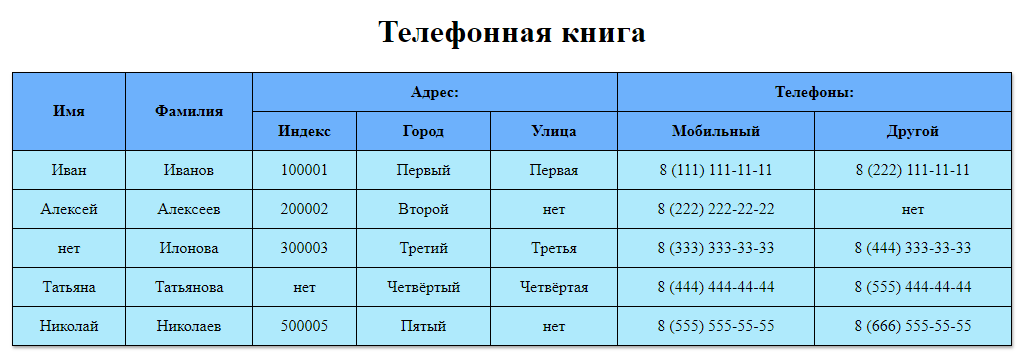 Телефонная книга
Имя Фамилия Адрес: Телефоны:
Индекс Город Улица Мобильный Другой
Иван Иванов 100001 Первый Первая 8 (111) 111-11-11 8 (222) 111-11-11
Алексей Алексеев 200002 Второй нет 8 (222) 222-22-22 нет
нет Илонова 300003 Третий Третья 8 (333) 333-33-33 8 (444) 333-33-33
Татьяна Татьянова нет Четвёртый Четвёртая 8 (444) 444-44-44 8 (555) 444-44-44
Николай Николаев 500005 Пятый нет 8 (555) 555-55-55 8 (666) 555-55-55